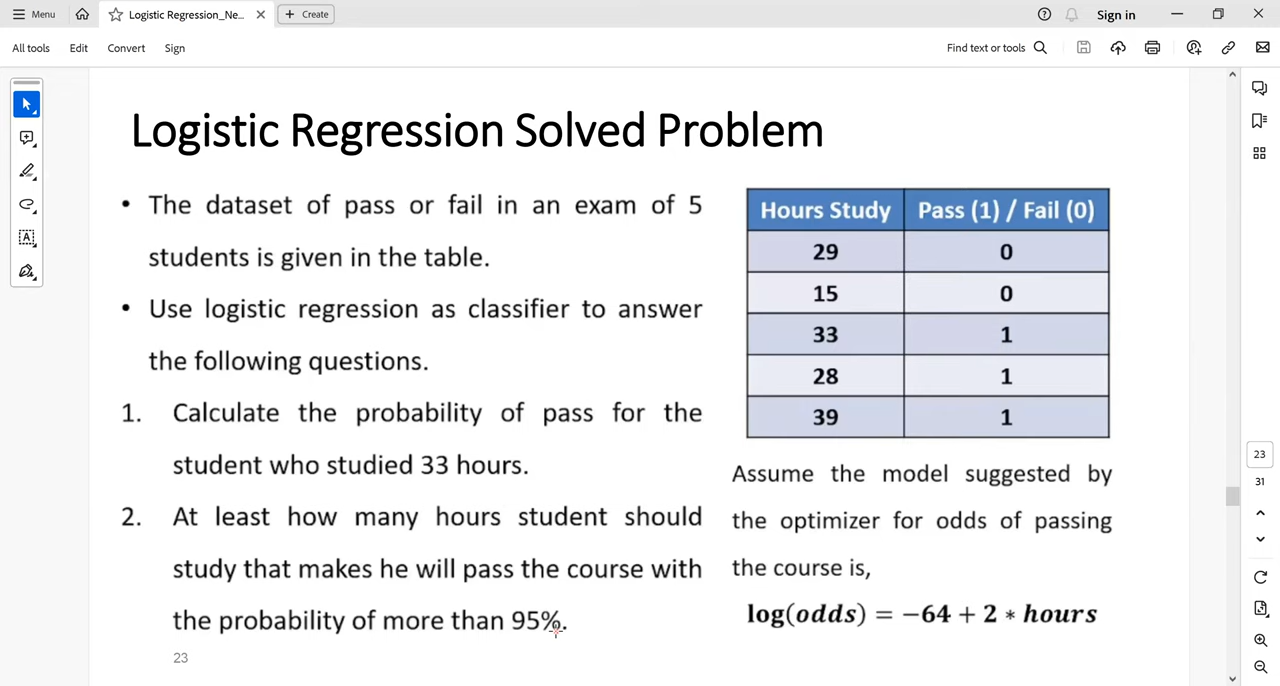 Menu
Logistic Regression_Ne...
Create
Sign in
All tools
Edit
Convert
Sign
Find text or tools
Logistic Regression Solved Problem
• The dataset of pass or fail in an exam of 5
students is given in the table.
• Use logistic regression as classifier to answer
the following questions.
1. Calculate the probability of pass for the
student who studied 33 hours.
2. At least how many hours student should
study that makes he will pass the course with
the probability of more than 95%.
23
Hours Study Pass (1) / Fail (0)
29 0
15 0
33 1
28 1
39 1
Assume the model suggested by
the optimizer for odds of passing
the course is,
log(odds) = −64 + 2 * hours
23
31